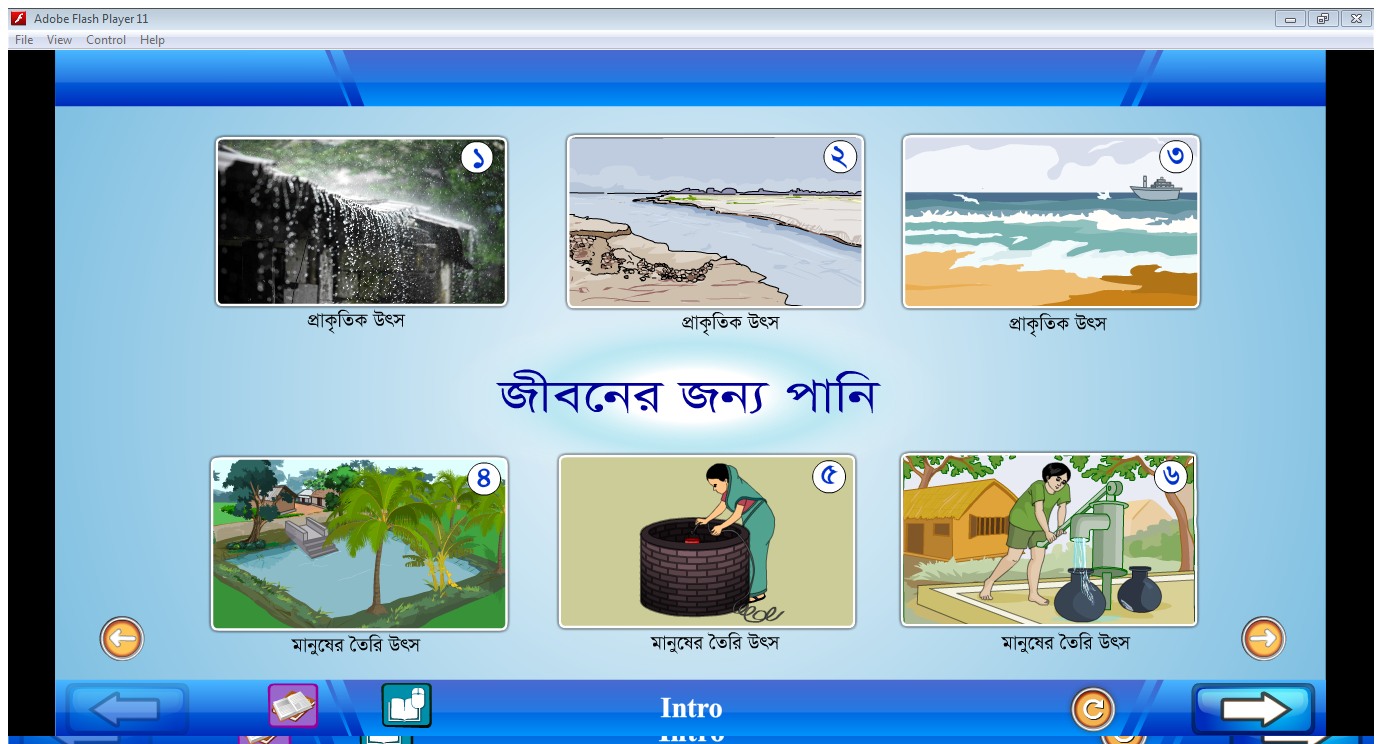 Adobe Flash Player 11
File View Control Help
১
২
৩
প্রাকৃতিক উৎস
প্রাকৃতিক উৎস
প্রাকৃতিক উৎস
জীবনের জন্য পানি
৪
৫
৬
মানুষের তৈরি উৎস
মানুষের তৈরি উৎস
মানুষের তৈরি উৎস
Intro
Intro